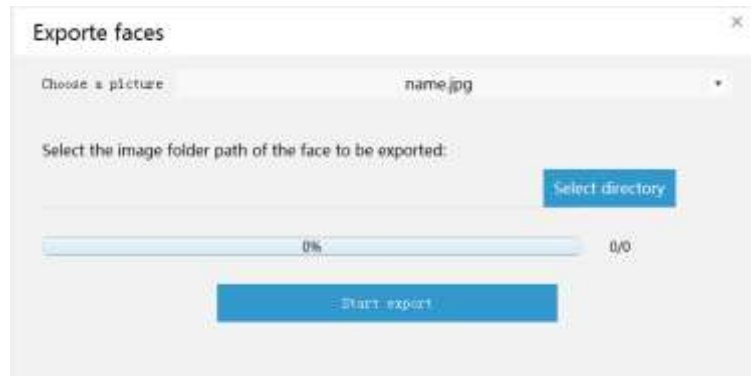 Exporte faces
×
Choose a picture name.jpg
Select the image folder path of the face to be exported:
Select directory
0% 0/0
Start export